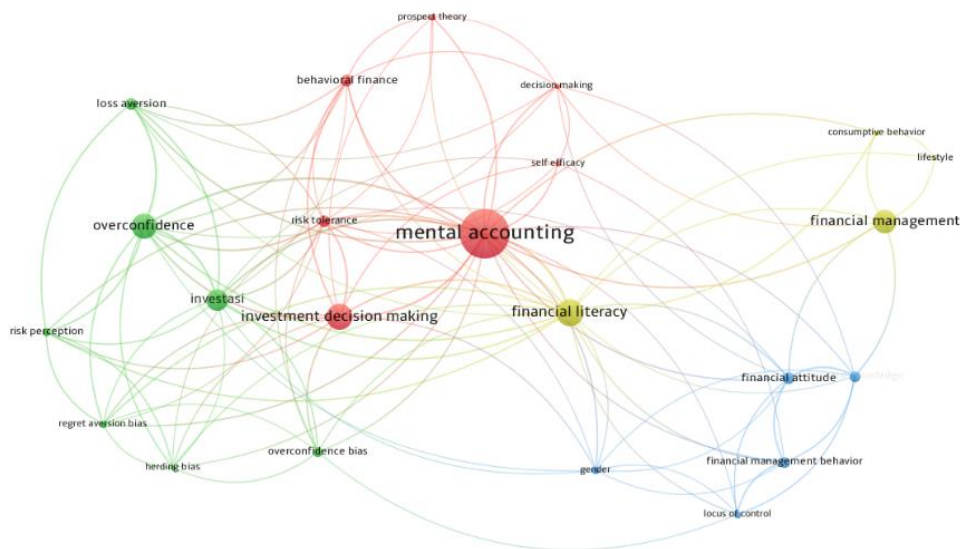 prospect theory
behavioral finance
decision making
loss aversion
consumptive behavior
lifestyle
self efficacy
risk tolerance
financial management
overconfidence
mental accounting
investasi
financial literacy
investment decision making
risk perception
financial attitude
regret aversion bias
overconfidence bias
financial management behavior
herding bias
gender
locus of control